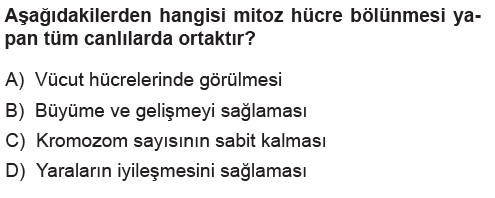 Aşağıdakilerden hangisi mitoz hücre bölünmesi ya-
pan tüm canlılarda ortaktır?
A) Vücut hücrelerinde görülmesi
B) Büyüme ve gelişmeyi sağlaması
C) Kromozom sayısının sabit kalması
D) Yaraların iyileşmesini sağlaması